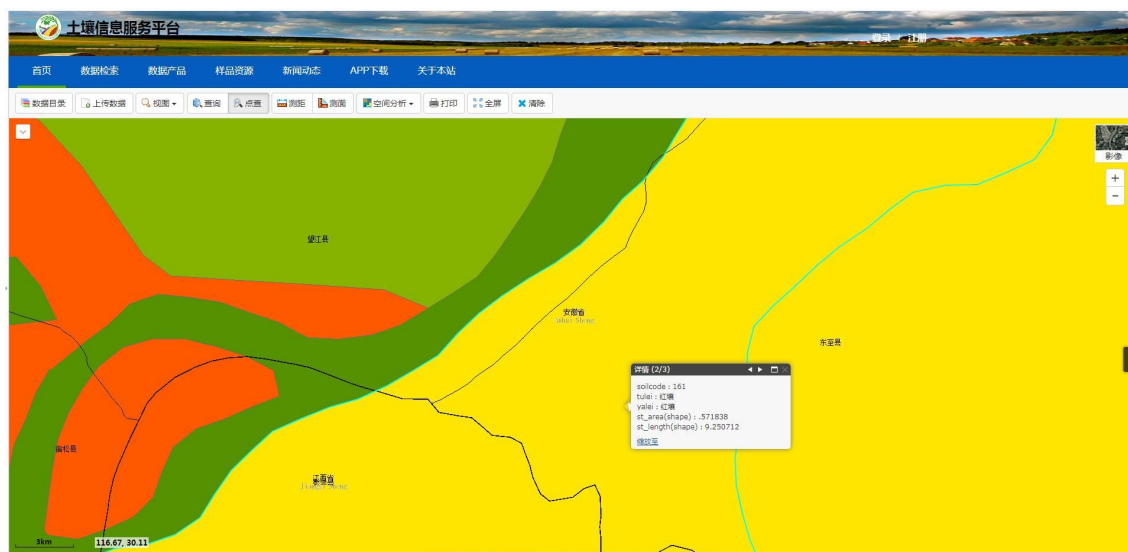 土壤信息服务平台
登录 | 注册
首页 数据检索 数据产品 样品资源 新闻动态 APP下载 关于本站
数据目录 上传数据 视图 查询 点查 测距 测面 空间分析 打印 全屏 清除
影像
+
−
望江县
安徽省
Anhui Sheng
东至县
详情 (2/3)
soilcode : 161
tulei : 红壤
yalei : 红壤
st_area(shape) : .571838
st_length(shape) : 9.250712
缩放至
宿松县
江西省
Jiangxi Sheng
3km
116.67, 30.11